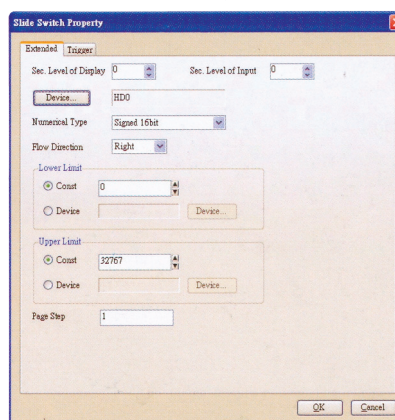 Slide Switch Property
Extended Trigger
Sec. Level of Display 0 Sec. Level of Input 0
Device... HD0
Numerical Type Signed 16bit
Flow Direction Right
Lower Limit
Const 0
Device Device...
Upper Limit
Const 32767
Device Device...
Page Step 1
OK Cancel